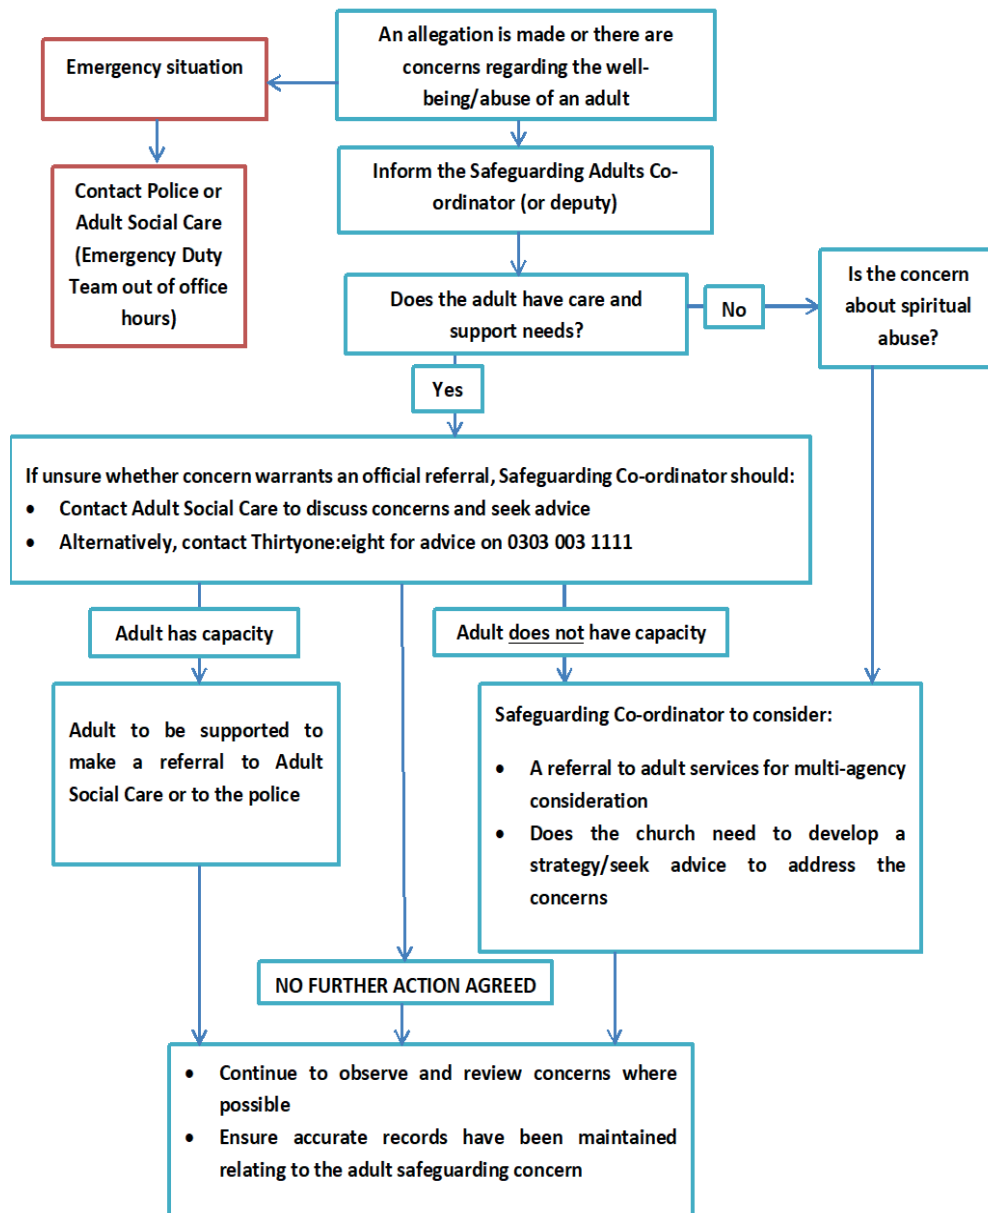 An allegation is made or there are
concerns regarding the well-
being/abuse of an adult
Emergency situation
Contact Police or
Adult Social Care
(Emergency Duty
Team out of office
hours)
Inform the Safeguarding Adults Co-
ordinator (or deputy)
Does the adult have care and
support needs?
No
Is the concern
about spiritual
abuse?
Yes
If unsure whether concern warrants an official referral, Safeguarding Co-ordinator should:
• Contact Adult Social Care to discuss concerns and seek advice
• Alternatively, contact Thirtyone:eight for advice on 0303 003 1111
Adult has capacity
Adult does not have capacity
Adult to be supported to
make a referral to Adult
Social Care or to the police
Safeguarding Co-ordinator to consider:
• A referral to adult services for multi-agency
consideration
• Does the church need to develop a
strategy/seek advice to address the
concerns
NO FURTHER ACTION AGREED
• Continue to observe and review concerns where
possible
• Ensure accurate records have been maintained
relating to the adult safeguarding concern